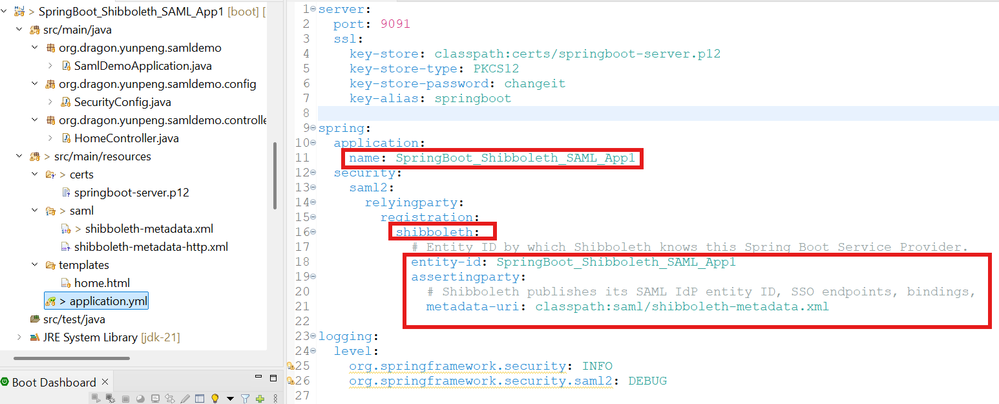 SpringBoot_Shibboleth_SAML_App1 [boot] [
src/main/java
org.dragon.yunpeng.samldemo
SamlDemoApplication.java
org.dragon.yunpeng.samldemo.config
SecurityConfig.java
org.dragon.yunpeng.samldemo.controlle
HomeController.java
src/main/resources
certs
springboot-server.p12
saml
shibboleth-metadata.xml
shibboleth-metadata-http.xml
templates
home.html
application.yml
src/test/java
JRE System Library [jdk-21]
Boot Dashboard
1 server:
2 port: 9091
3 ssl:
4 key-store: classpath:certs/springboot-server.p12
5 key-store-type: PKCS12
6 key-store-password: changeit
7 key-alias: springboot
8
9 spring:
10 application:
11 name: SpringBoot_Shibboleth_SAML_App1
12 security:
13 saml2:
14 relyingparty:
15 registration:
16 shibboleth:
17 # Entity ID by which Shibboleth knows this Spring Boot Service Provider.
18 entity-id: SpringBoot_Shibboleth_SAML_App1
19 assertingparty:
20 # Shibboleth publishes its SAML IdP entity ID, SSO endpoints, bindings,
21 metadata-uri: classpath:saml/shibboleth-metadata.xml
22
23 logging:
24 level:
25 org.springframework.security: INFO
26 org.springframework.security.saml2: DEBUG
27